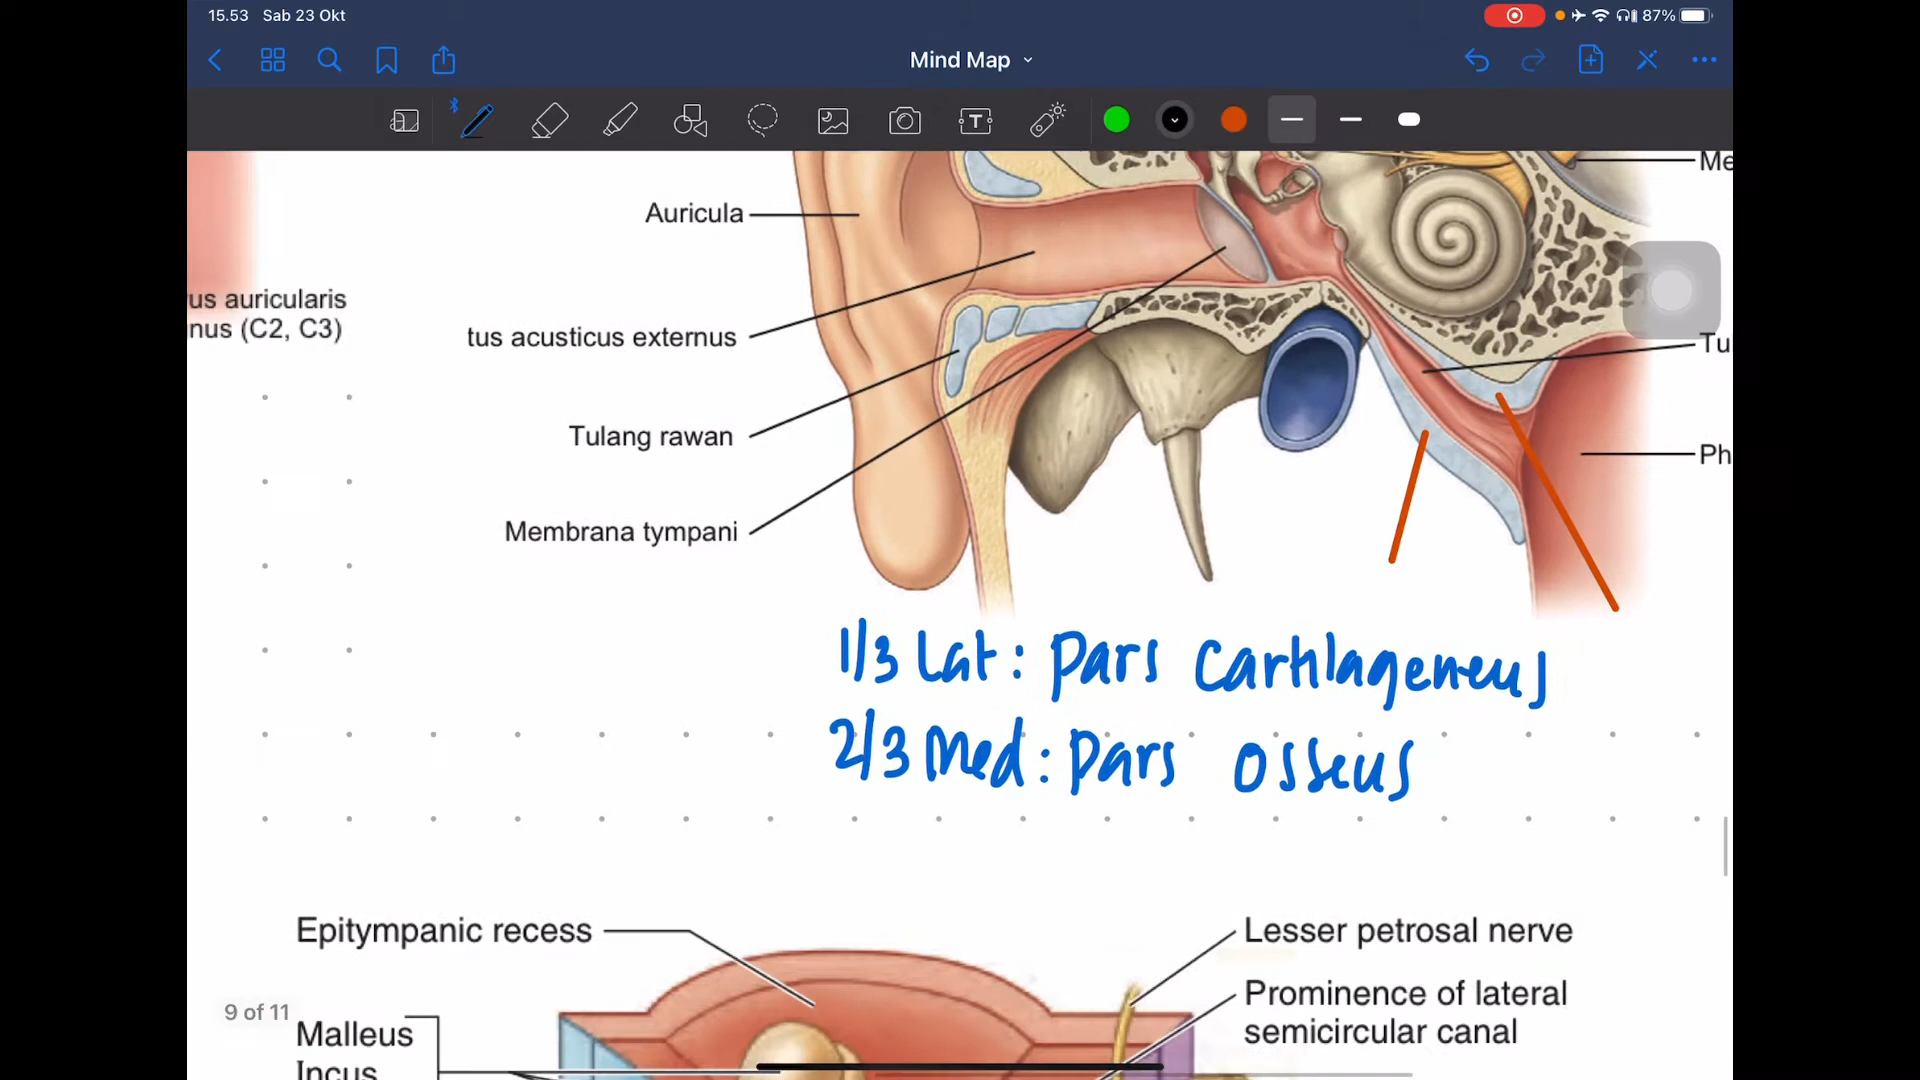 15.53 Sab 23 Okt
87%
Mind Map
T
Me
Auricula
us auricularis
nus (C2, C3)
tus acusticus externus
Tu
Tulang rawan
Ph
Membrana tympani
1/3 Lat : Pars Carthlageneus
2/3 Med : Pars Osseus
Epitympanic recess
Lesser petrosal nerve
Prominence of lateral
semicircular canal
9 of 11
Malleus
Incus